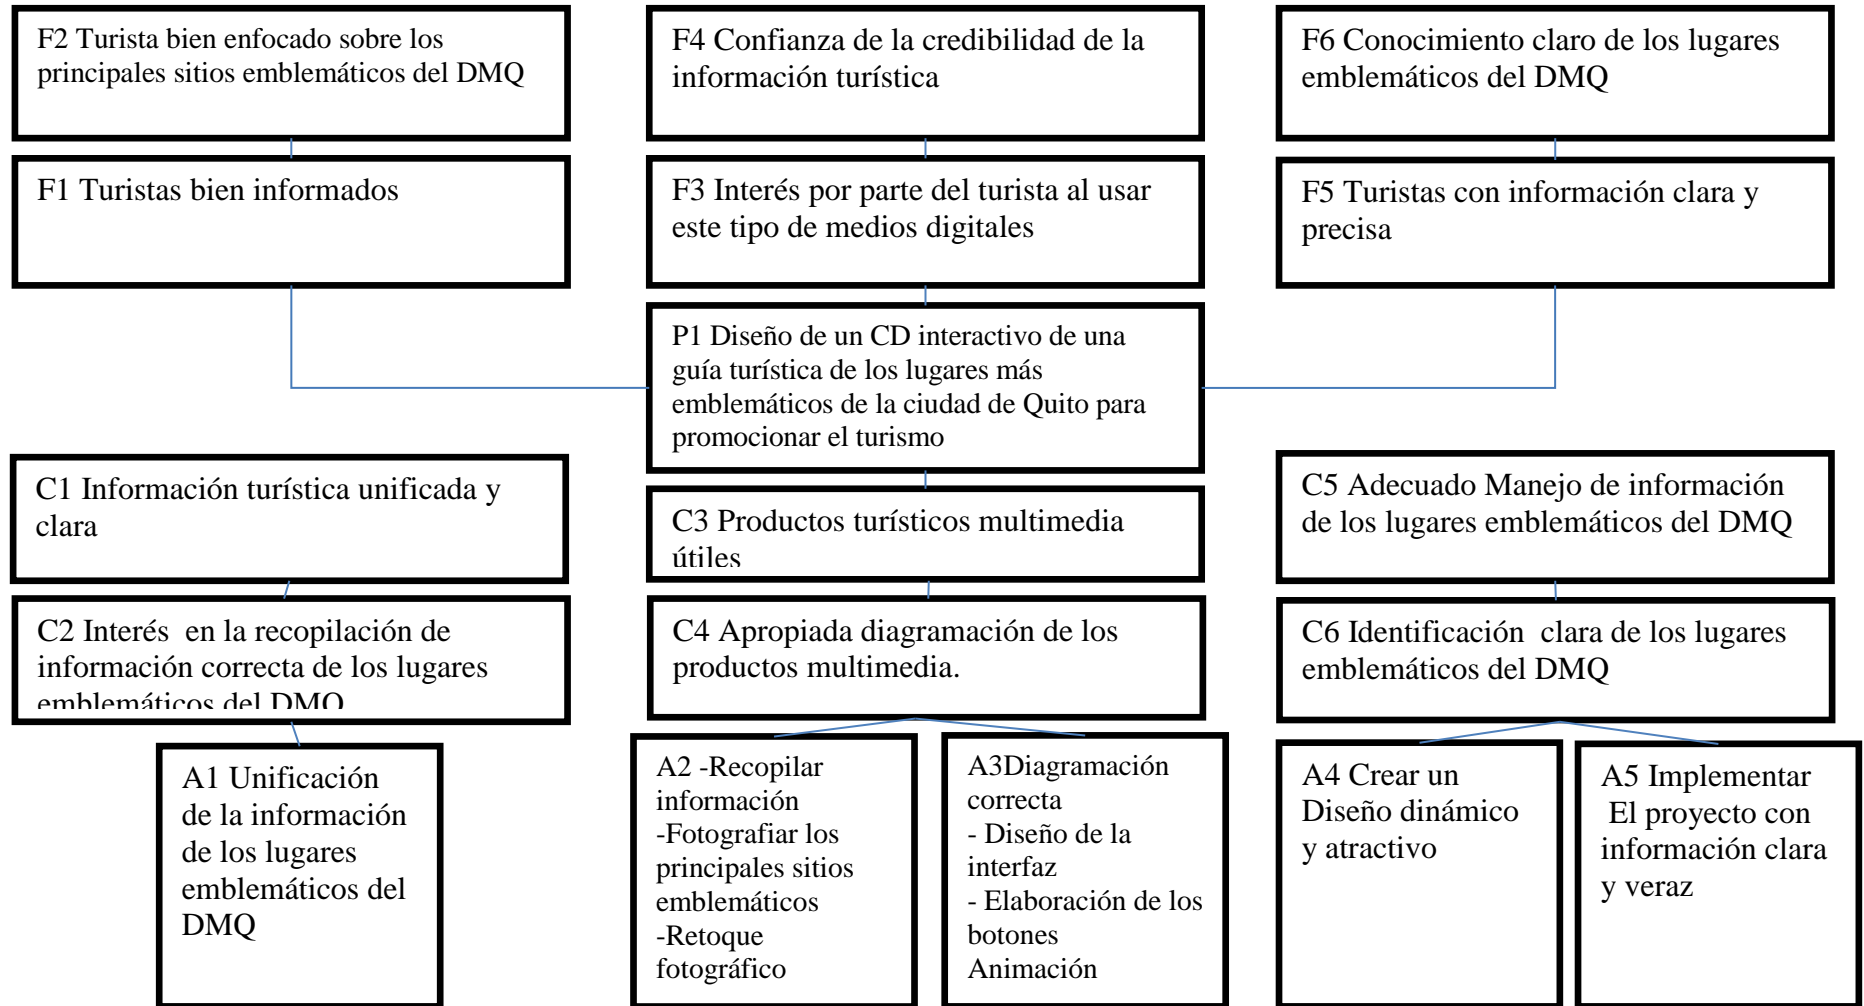 F2 Turista bien enfocado sobre los
principales sitios emblemáticos del DMQ
F4 Confianza de la credibilidad de la
información turística
F6 Conocimiento claro de los lugares
emblemáticos del DMQ
F1 Turistas bien informados
F3 Interés por parte del turista al usar
este tipo de medios digitales
F5 Turistas con información clara y
precisa
P1 Diseño de un CD interactivo de una
guía turística de los lugares más
emblemáticos de la ciudad de Quito para
promocionar el turismo
C1 Información turística unificada y
clara
C3 Productos turísticos multimedia
útiles
C5 Adecuado Manejo de información
de los lugares emblemáticos del DMQ
C2 Interés  en la recopilación de
información correcta de los lugares
emblemáticos del DMQ
C4 Apropiada diagramación de los
productos multimedia.
C6 Identificación  clara de los lugares
emblemáticos del DMQ
A1 Unificación
de la información
de los lugares
emblemáticos del
DMQ
A2 -Recopilar
información
-Fotografiar los
principales sitios
emblemáticos
-Retoque
fotográfico
A3Diagramación
correcta
- Diseño de la
interfaz
- Elaboración de los
botones
Animación
A4 Crear un
Diseño dinámico
y atractivo
A5 Implementar
El proyecto con
información clara
y veraz